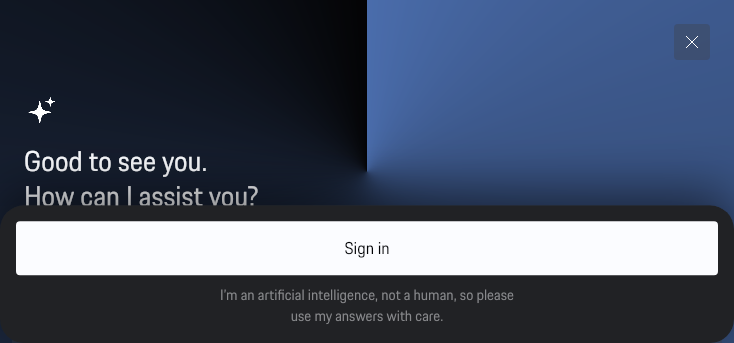 Good to see you.
How can I assist you?
Sign in
I'm an artificial intelligence, not a human, so please
use my answers with care.